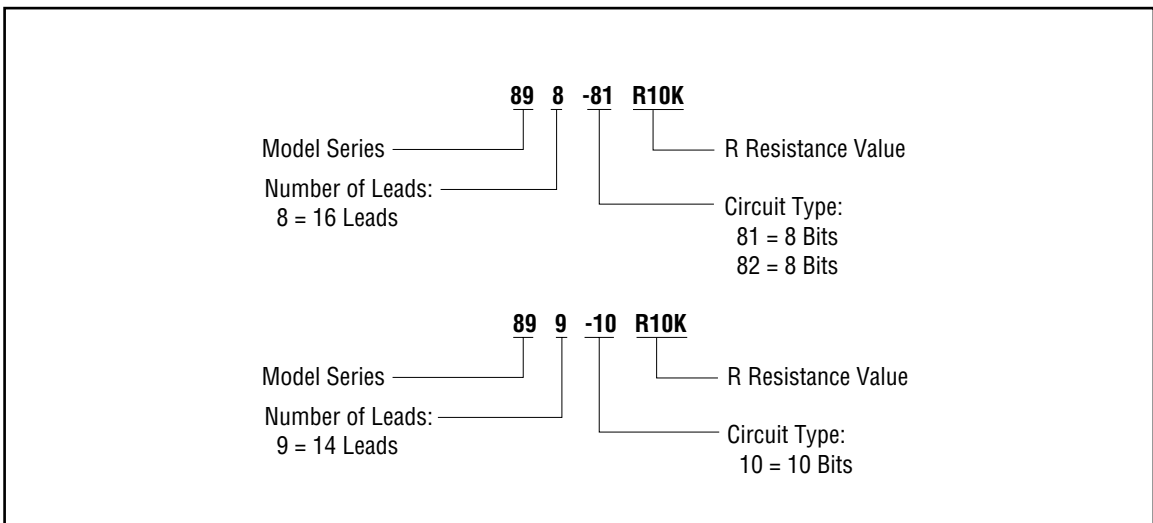 89 8 -81 R10K
Model Series
R Resistance Value
Number of Leads:
8 = 16 Leads
Circuit Type:
81 = 8 Bits
82 = 8 Bits
89 9 -10 R10K
Model Series
R Resistance Value
Number of Leads:
9 = 14 Leads
Circuit Type:
10 = 10 Bits